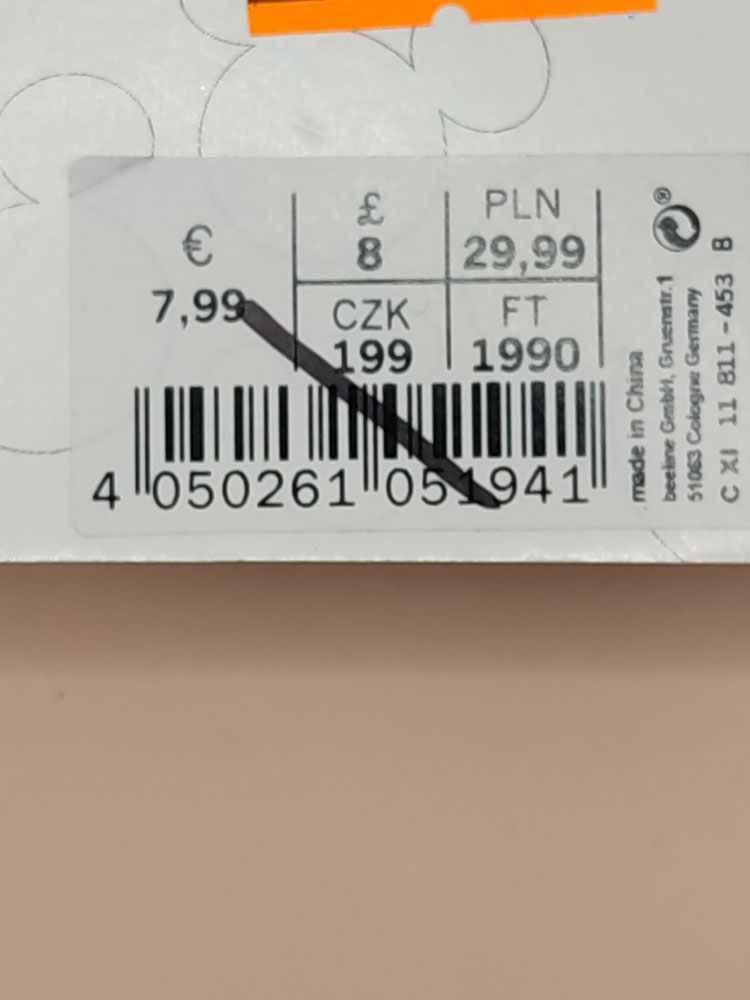 €
7,99
£
8
PLN
29,99
CZK
199
FT
1990
4 050261 051941
made in China
beeline GmbH, Gruenstr.1
51063 Cologne Germany
C XI 11 811-453 B
®